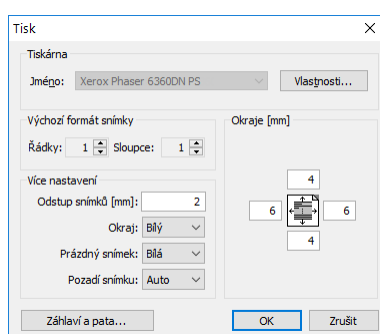 Tisk
Tiskárna
Jméno: Xerox Phaser 6360DN PS Vlastnosti...
Výchozí formát snímky
Řádky: 1 Sloupce: 1
Více nastavení
Odstup snímků [mm]: 2
Okraj: Bílý
Prázdný snímek: Bílá
Pozadí snímku: Auto
Okraje [mm]
4
6 6
4
Záhlaví a pata... OK Zrušit